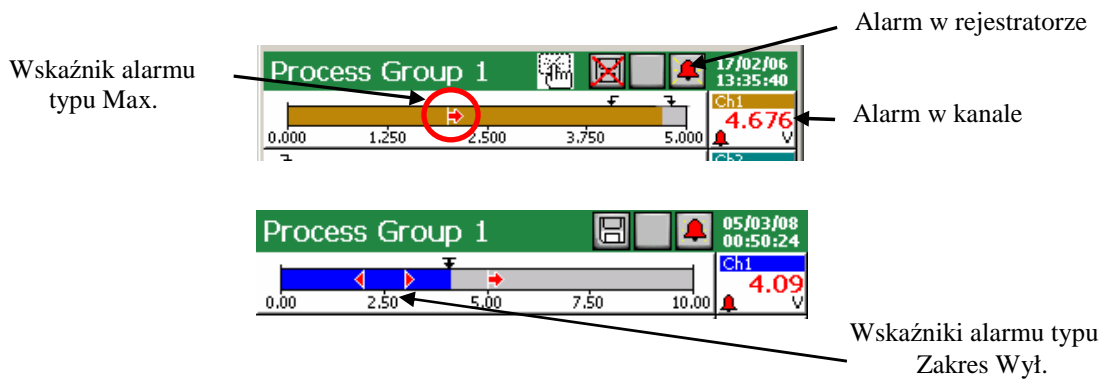 Alarm w rejestratorze
Wskaźnik alarmu
typu Max.
Process Group 1
17/02/06
13:35:40
Ch1
4.676
V
0.000 1.250 2.500 3.750 5.000
Alarm w kanale
Ch2
Process Group 1
05/03/08
00:50:24
Ch1
4.09
V
0.00 2.50 5.00 7.50 10.00
Wskaźniki alarmu typu
Zakres Wył.